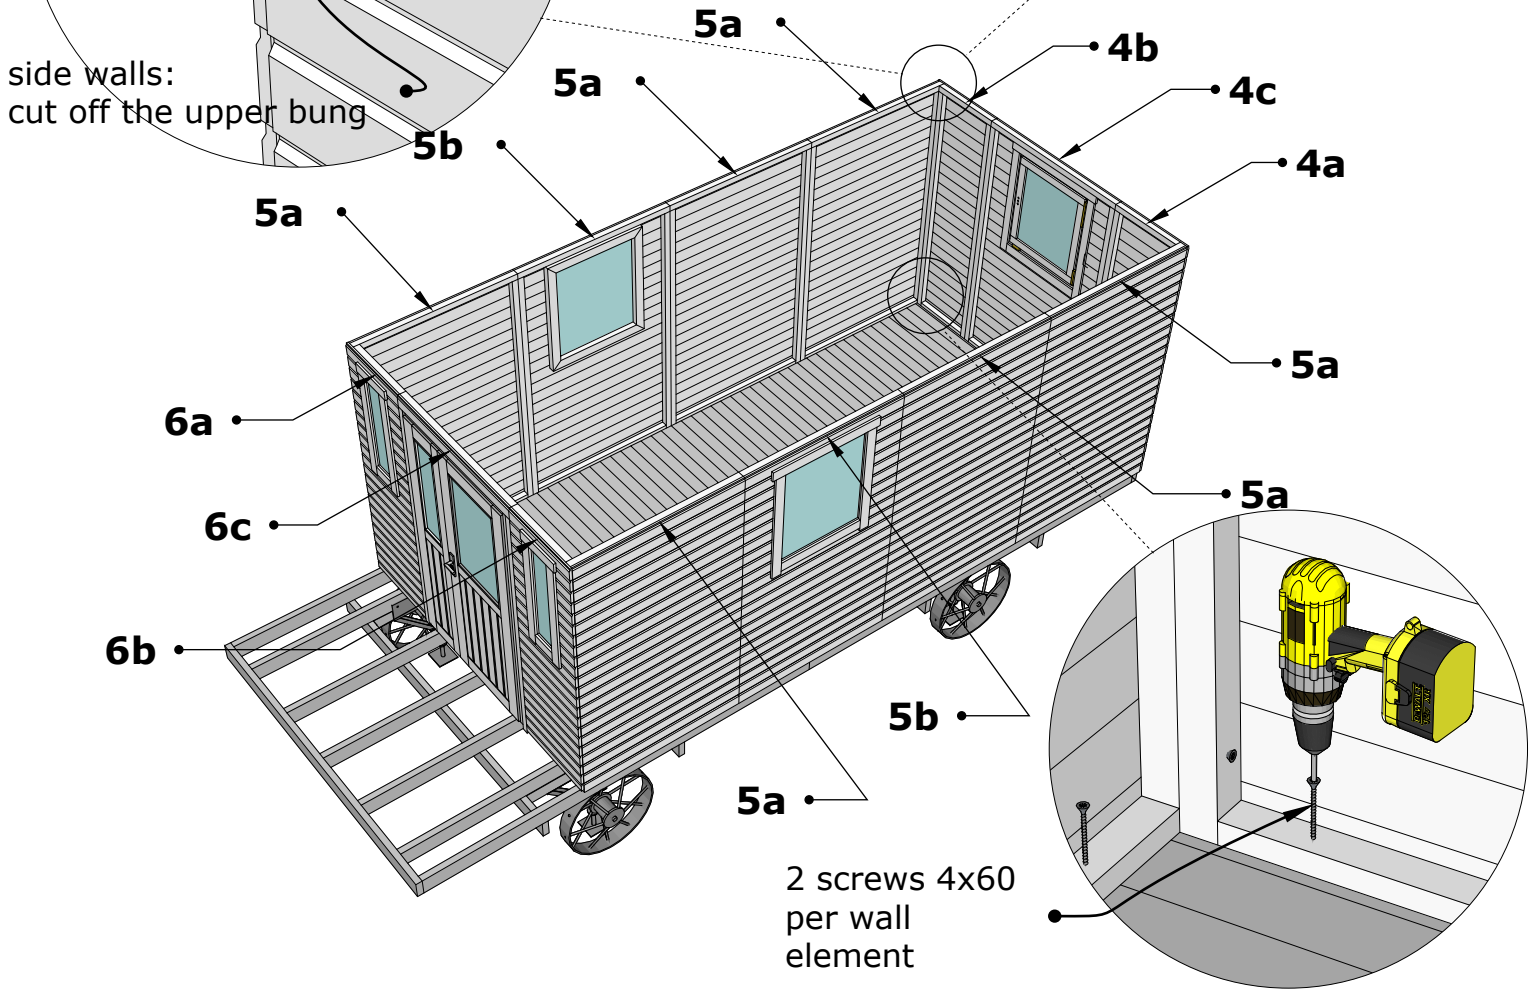 5a
4b
side walls:
cut off the upper bung
5a
4c
5b
4a
5a
5a
6a
5a
6c
6b
5b
5a
2 screws 4x60
per wall
element